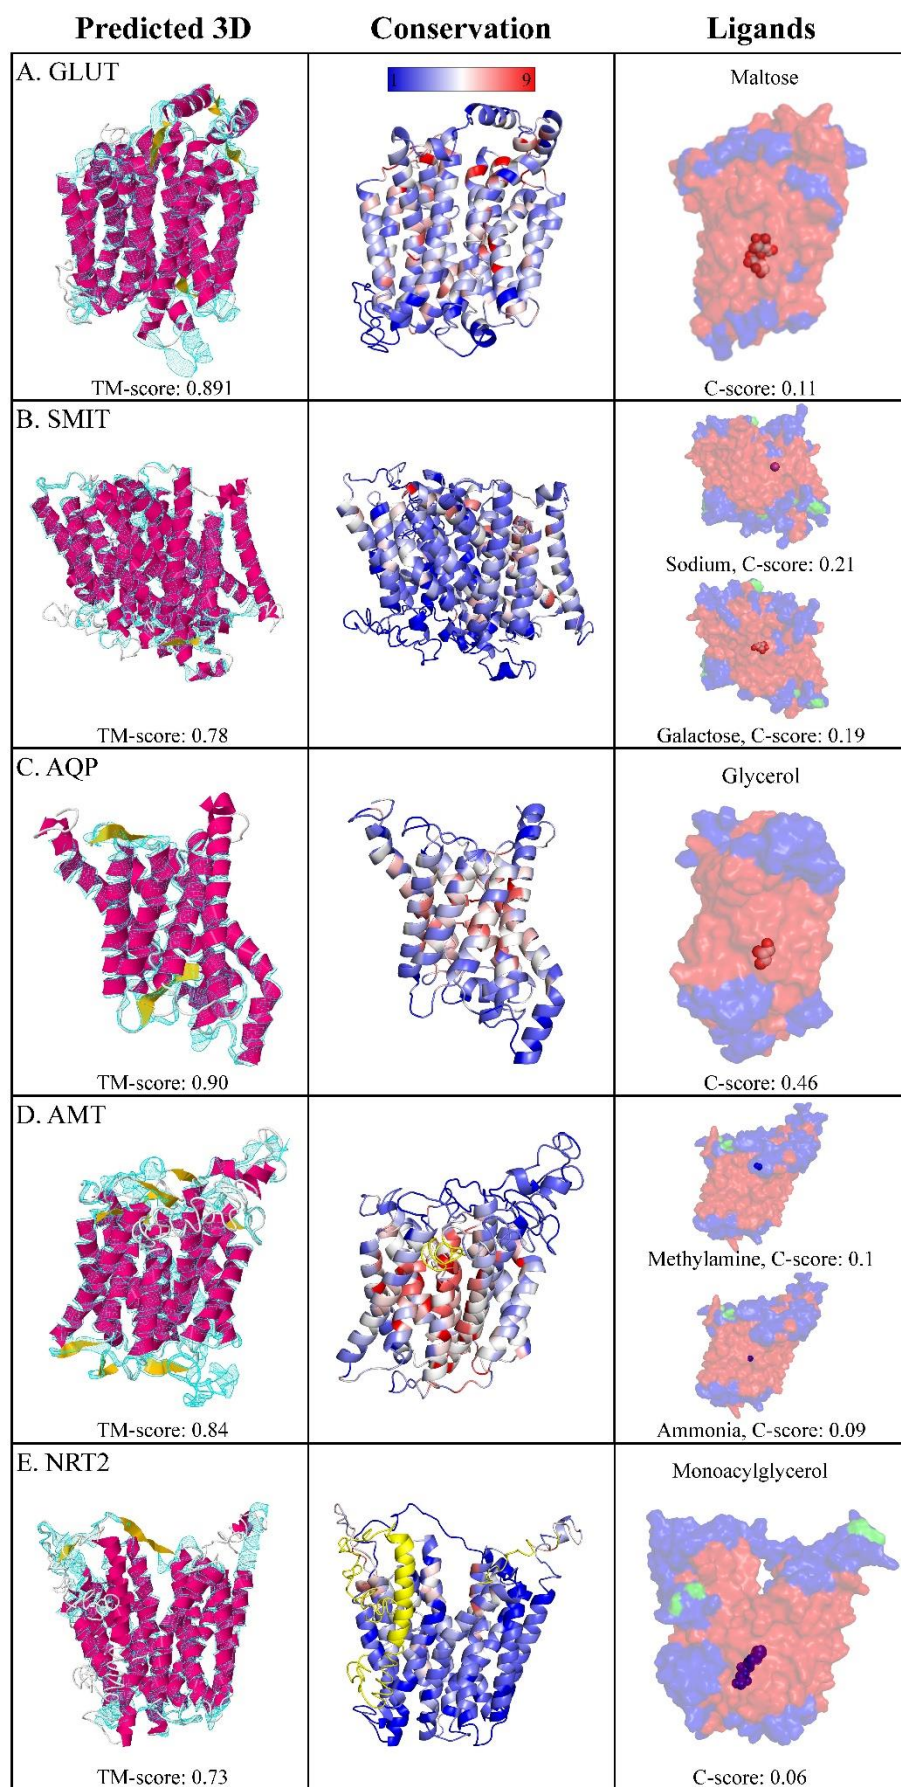 Predicted 3D Conservation Ligands
A. GLUT
1 9
Maltose
TM-score: 0.891
C-score: 0.11
B. SMIT
Sodium, C-score: 0.21
TM-score: 0.78
Galactose, C-score: 0.19
C. AQP
Glycerol
TM-score: 0.90
C-score: 0.46
D. AMT
Methylamine, C-score: 0.1
TM-score: 0.84
Ammonia, C-score: 0.09
E. NRT2
Monoacylglycerol
TM-score: 0.73
C-score: 0.06